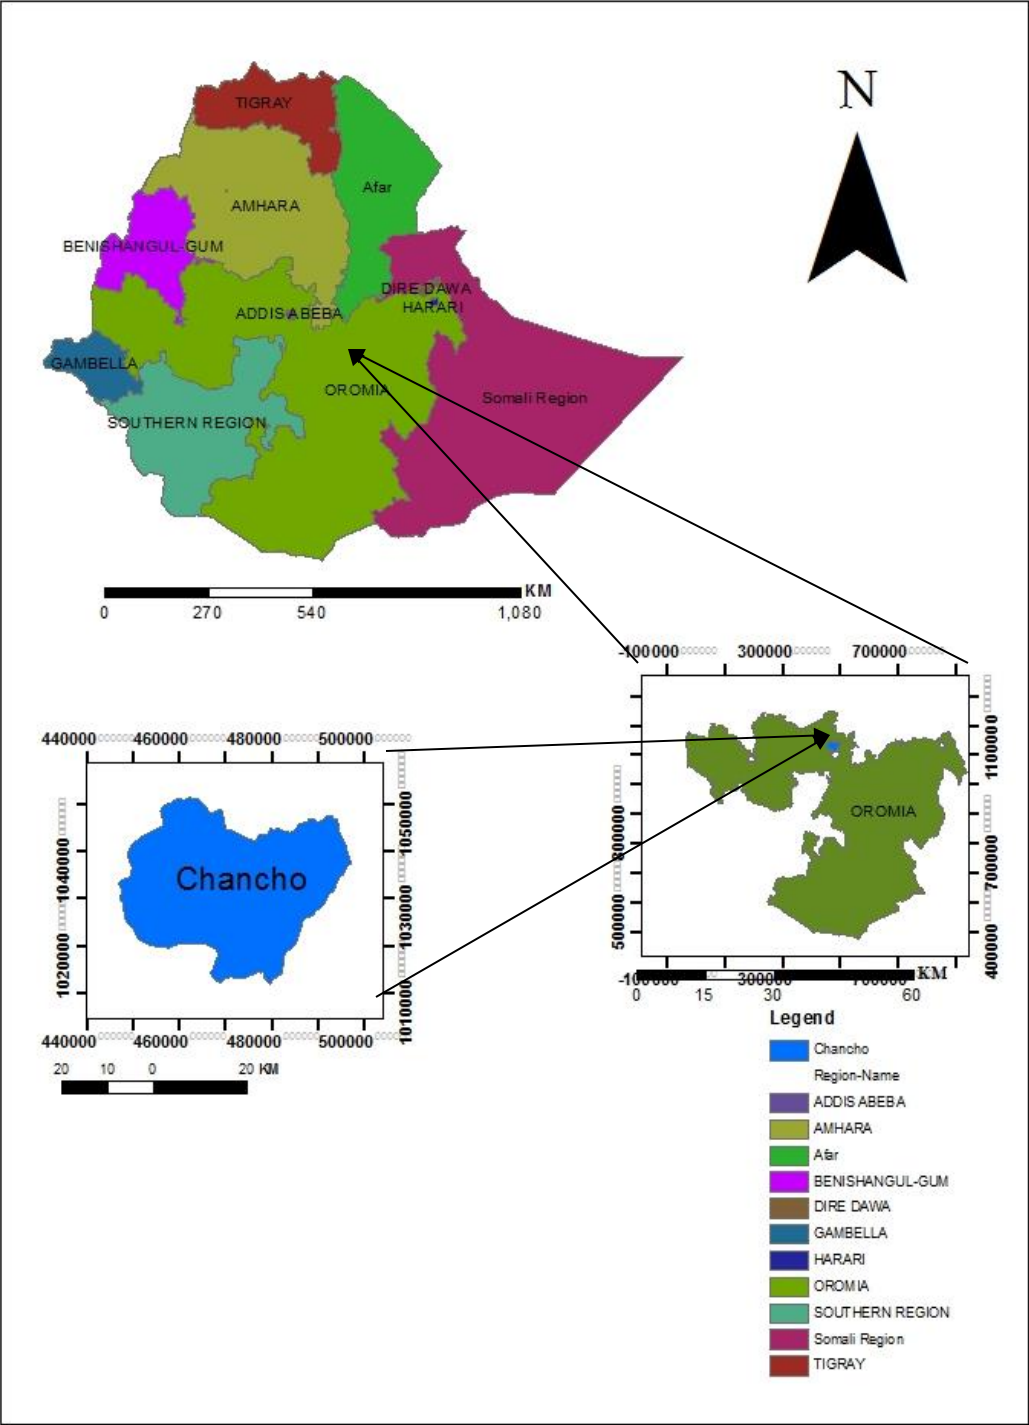 N
TIGRAY
Afar
AMHARA
BENISHANGUL-GUM
DIRE DAWA
HARARI
ADDIS ABEBA
GAMBELLA
OROMIA
Somali Region
SOUTHERN REGION
KM
0 270 540 1,080
-100000 300000 700000
1100000
800000
700000
500000
400000
OROMIA
-100000 300000 700000
KM
0 15 30 60
440000 460000 480000 500000
1050000
1040000
1030000
1020000
1010000
Chancho
440000 460000 480000 500000
20 10 0 20 KM
Legend
Chancho
Region-Name
ADDIS ABEBA
AMHARA
Afar
BENISHANGUL-GUM
DIRE DAWA
GAMBELLA
HARARI
OROMIA
SOUTHERN REGION
Somali Region
TIGRAY